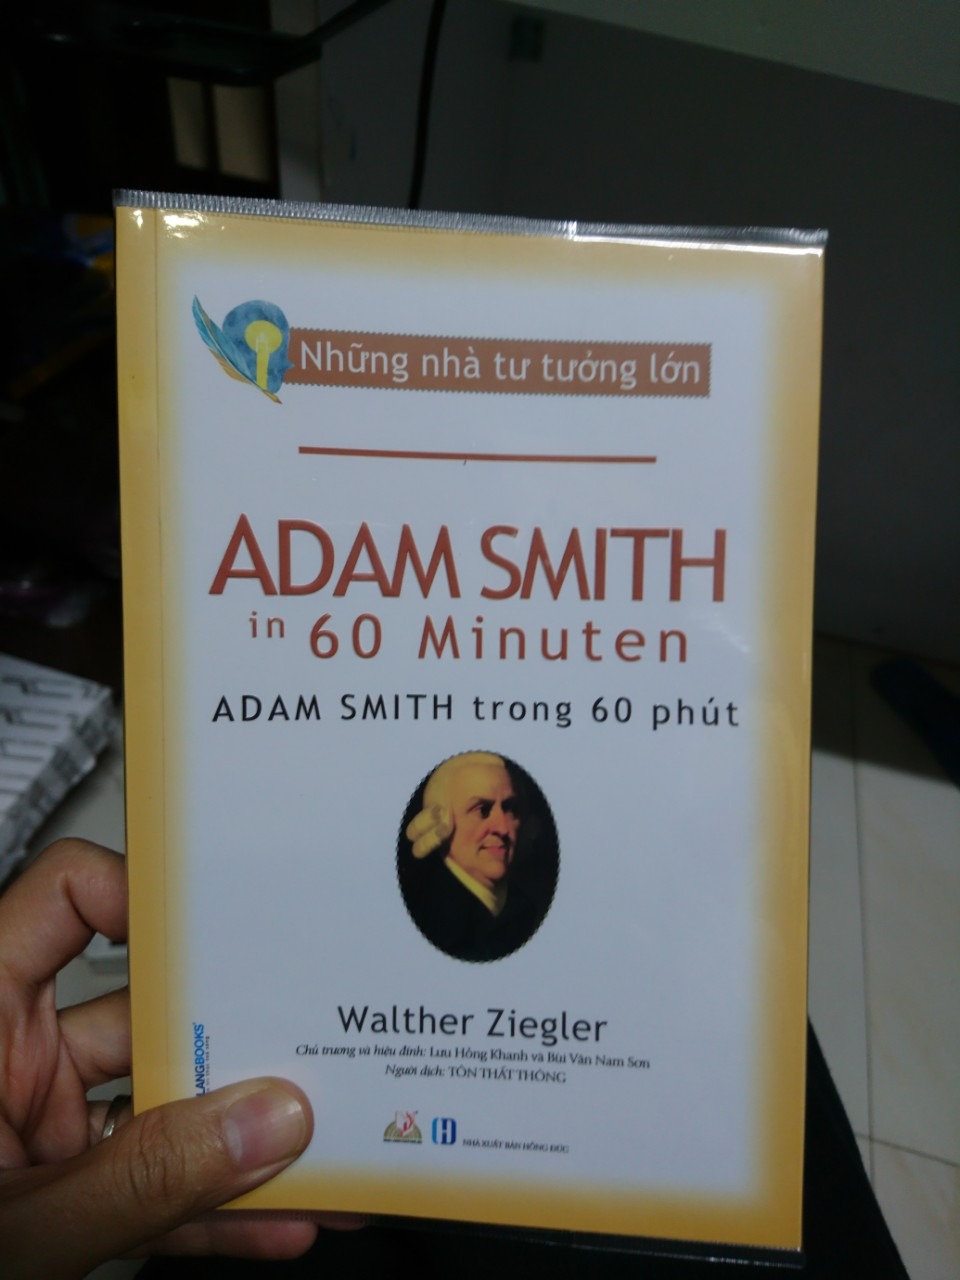 Những nhà tư tưởng lớn
ADAM SMITH
in 60 Minuten
ADAM SMITH trong 60 phút
Walther Ziegler
Chủ trương và hiệu đính: Lưu Hồng Khanh và Bùi Văn Nam Sơn
Người dịch: TÔN THẤT THÔNG
NHÀ XUẤT BẢN HỒNG ĐỨC
LANGBOOKS